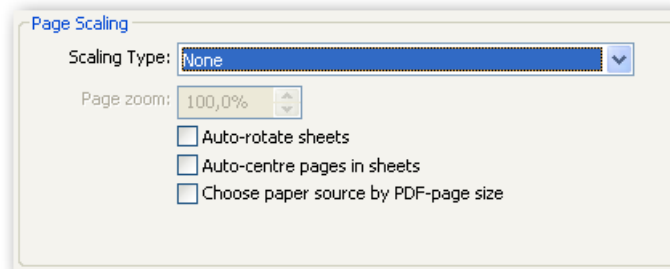 Page Scaling
Scaling Type: None
Page zoom: 100,0%
Auto-rotate sheets
Auto-centre pages in sheets
Choose paper source by PDF-page size